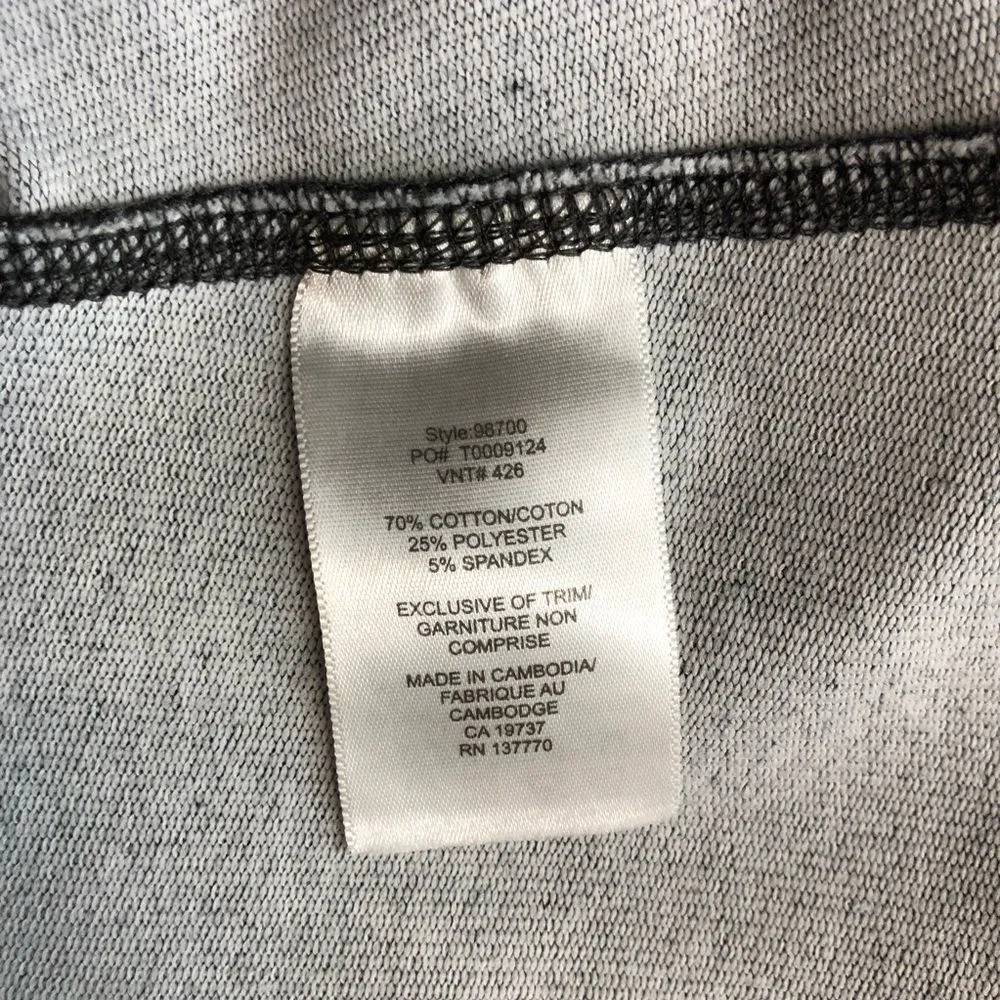 Style:98700
PO# T0009124
VNT# 426
70% COTTON/COTON
25% POLYESTER
5% SPANDEX
EXCLUSIVE OF TRIM/
GARNITURE NON
COMPRISE
MADE IN CAMBODIA/
FABRIQUE AU
CAMBODGE
CA 19737
RN 137770